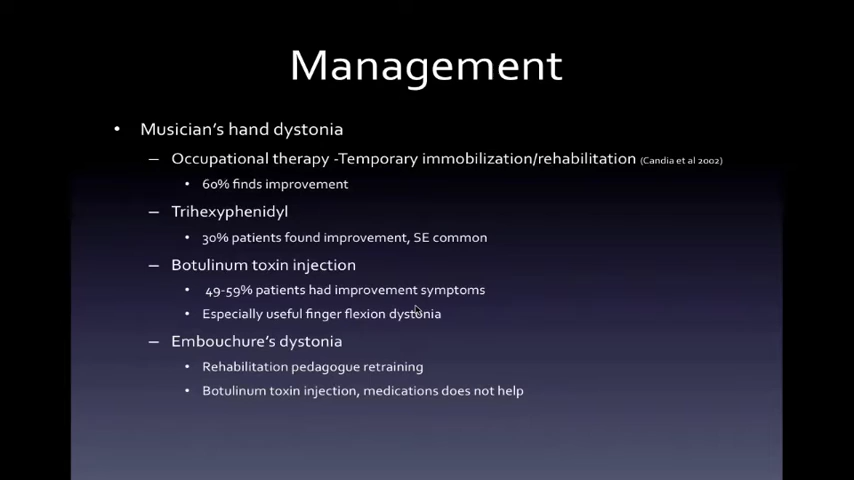 Management
• Musician's hand dystonia
– Occupational therapy -Temporary immobilization/rehabilitation (Candia et al 2002)
• 60% finds improvement
– Trihexyphenidyl
• 30% patients found improvement, SE common
– Botulinum toxin injection
• 49-59% patients had improvement symptoms
• Especially useful finger flexion dystonia
– Embouchure's dystonia
• Rehabilitation pedagogue retraining
• Botulinum toxin injection, medications does not help